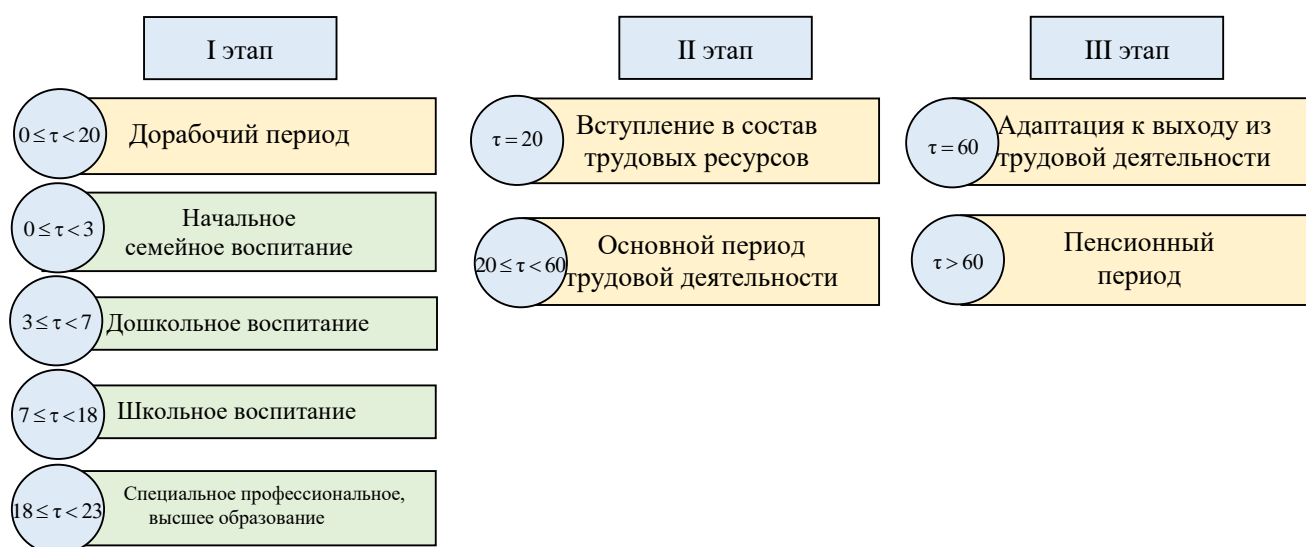 I этап
0 ≤ τ < 20
Дорабочий период
0 ≤ τ < 3
Начальное
семейное воспитание
3 ≤ τ < 7
Дошкольное воспитание
7 ≤ τ < 18
Школьное воспитание
18 ≤ τ < 23
Специальное профессиональное,
высшее образование
II этап
τ = 20
Вступление в состав
трудовых ресурсов
20 ≤ τ < 60
Основной период
трудовой деятельности
III этап
τ = 60
Адаптация к выходу из
трудовой деятельности
τ > 60
Пенсионный
период